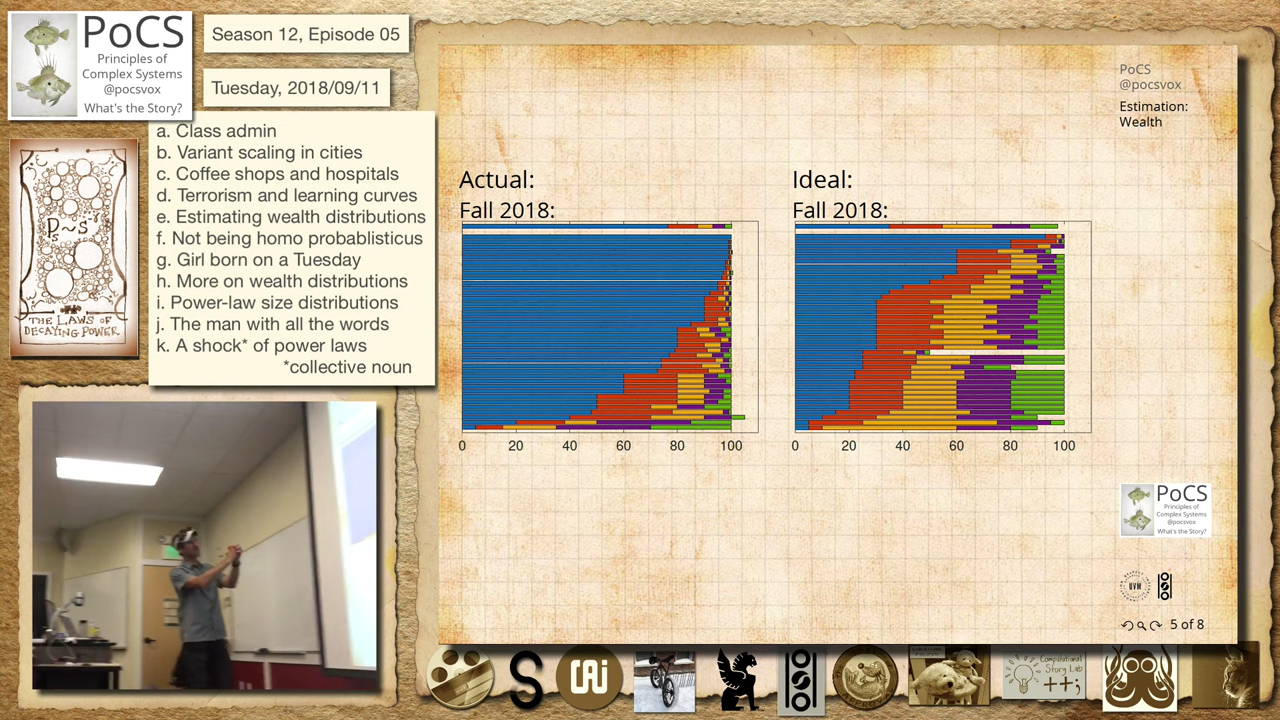 PoCS
Principles of
Complex Systems
@pocsvox
What's the Story?
Season 12, Episode 05
Tuesday, 2018/09/11
a. Class admin
b. Variant scaling in cities
c. Coffee shops and hospitals
d. Terrorism and learning curves
e. Estimating wealth distributions
f. Not being homo probablisticus
g. Girl born on a Tuesday
h. More on wealth distributions
i. Power-law size distributions
j. The man with all the words
k. A shock* of power laws
*collective noun
THE LAWS OF
DECAYING POWER
PoCS
@pocsvox
Estimation:
Wealth
Actual:
Fall 2018:
0 20 40 60 80 100
Ideal:
Fall 2018:
0 20 40 60 80 100
PoCS
Principles of
Complex Systems
@pocsvox
What's the Story?
UVM
5 of 8
Computational
Story Lab
++;